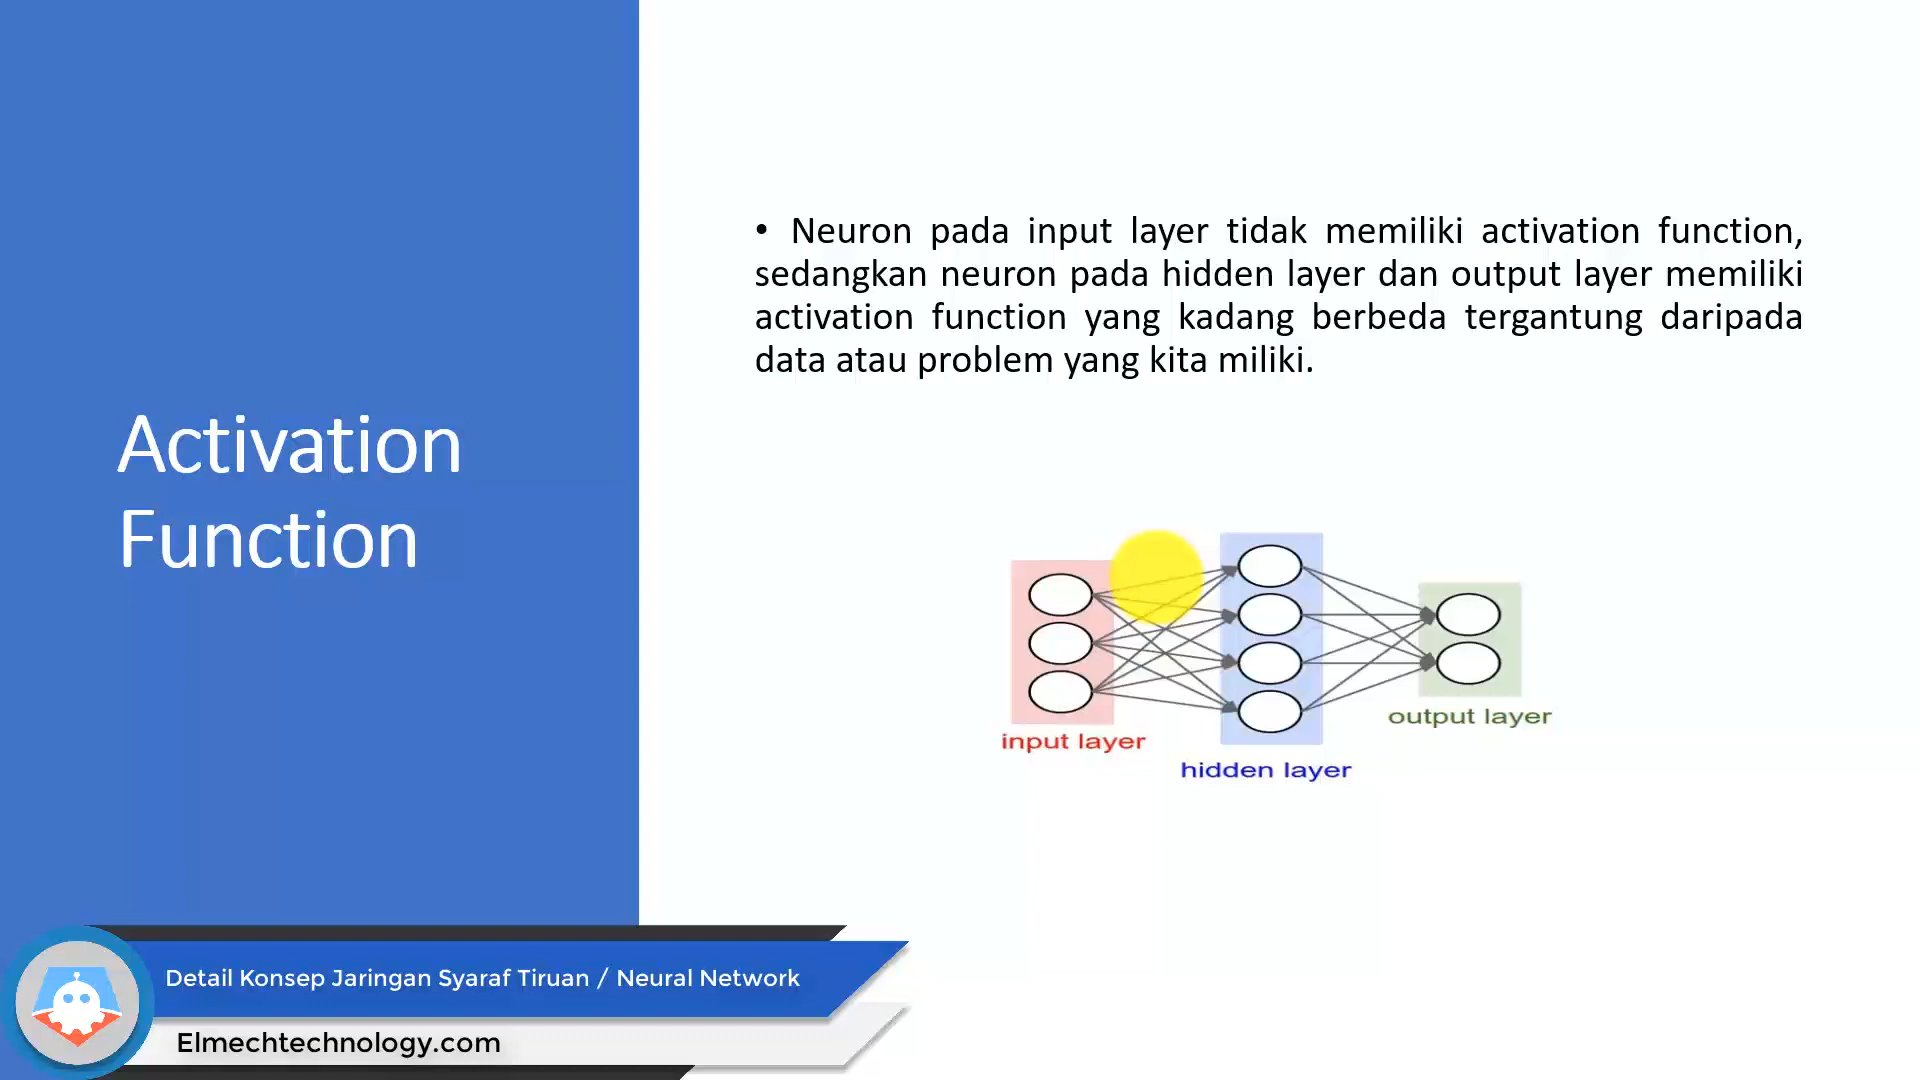 Activation
Function
• Neuron pada input layer tidak memiliki activation function,
sedangkan neuron pada hidden layer dan output layer memiliki
activation function yang kadang berbeda tergantung daripada
data atau problem yang kita miliki.
input layer
hidden layer
output layer
Detail Konsep Jaringan Syaraf Tiruan / Neural Network
Elmechtechnology.com